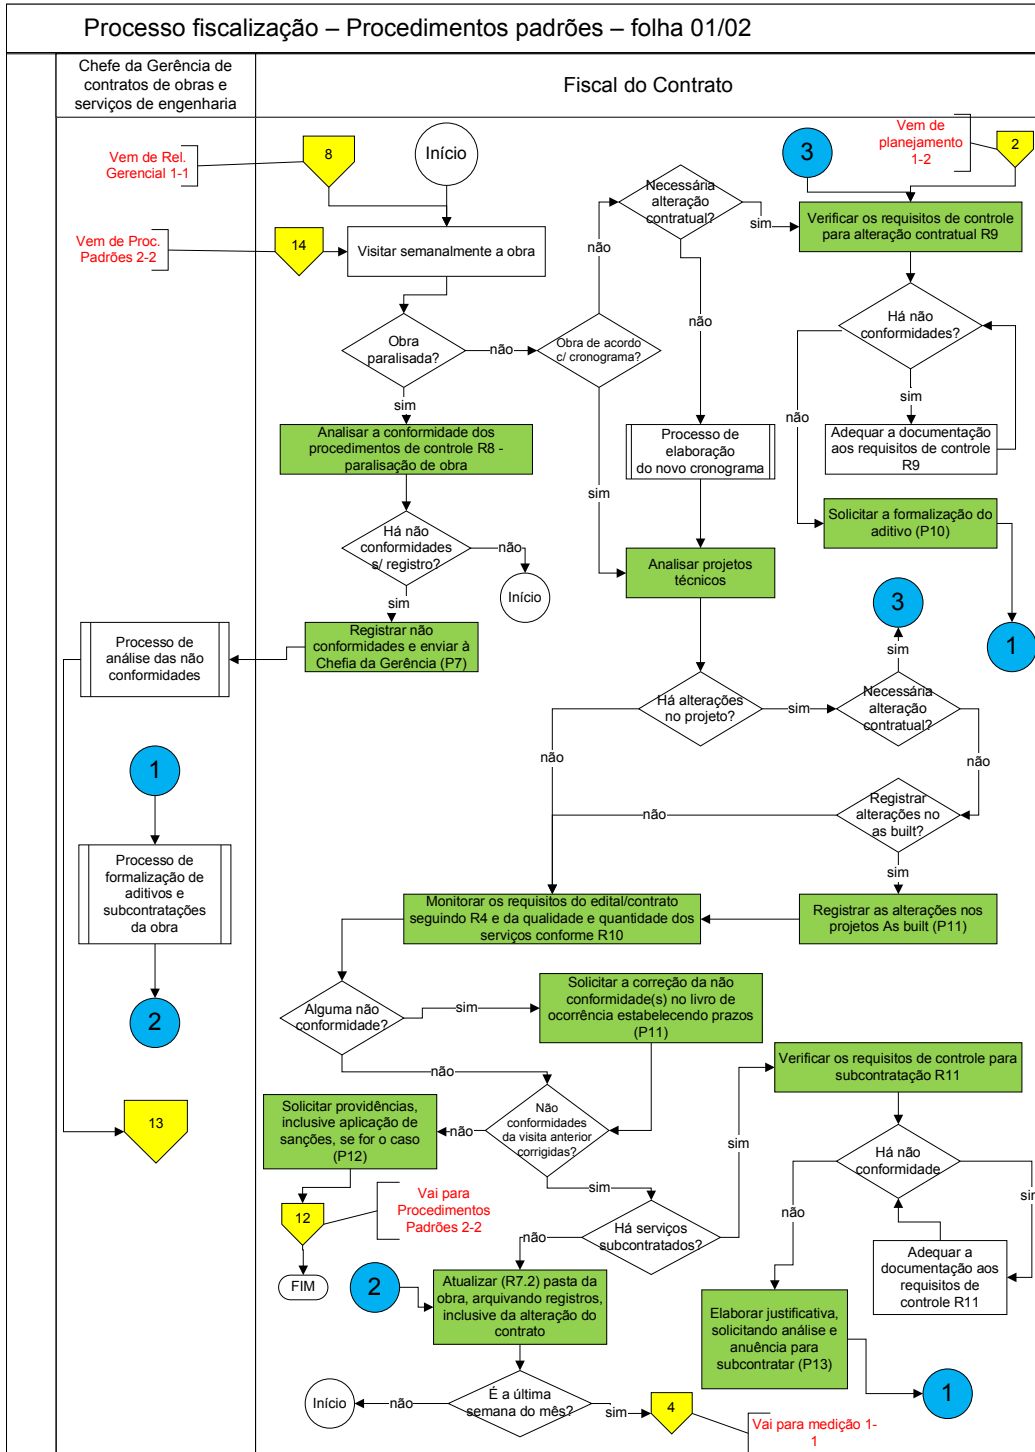 Processo fiscalização – Procedimentos padrões – folha 01/02
Chefe da Gerência de
contratos de obras e
serviços de engenharia
Fiscal do Contrato
Vem de Rel.
Gerencial 1-1
8
Início
3
Vem de
planejamento
1-2
2
Necessária
alteração
contratual?
sim
Verificar os requisitos de controle
para alteração contratual R9
Vem de Proc.
Padrões 2-2
14
Visitar semanalmente a obra
não
não
Há não
conformidades?
Obra
paralisada?
não
Obra de acordo
c/ cronograma?
sim
sim
não
Analisar a conformidade dos
procedimentos de controle R8 -
paralisação de obra
Processo de
elaboração
do novo cronograma
Adequar a documentação
aos requisitos de controle
R9
sim
Solicitar a formalização do
aditivo (P10)
Há não
conformidades
s/ registro?
não
Início
sim
Analisar projetos
técnicos
3
1
Registrar não
conformidades e enviar à
Chefia da Gerência (P7)
Processo de
análise das não
conformidades
sim
Há alterações
no projeto?
sim
Necessária
alteração
contratual?
não
não
1
Registrar
alterações no
as built?
não
sim
Processo de
formalização de
aditivos e
subcontratações
da obra
Monitorar os requisitos do edital/contrato
seguindo R4 e da qualidade e quantidade dos
serviços conforme R10
Registrar as alterações nos
projetos As built (P11)
2
Alguma não
conformidade?
sim
Solicitar a correção da não
conformidade(s) no livro de
ocorrência estabelecendo prazos
(P11)
não
Verificar os requisitos de controle para
subcontratação R11
13
Solicitar providências,
inclusive aplicação de
sanções, se for o caso
(P12)
não
Não
conformidades
da visita anterior
corrigidas?
sim
Há não
conformidade
sim
sim
não
12
Vai para
Procedimentos
Padrões 2-2
Há serviços
subcontratados?
não
Adequar a
documentação aos
requisitos de
controle R11
FIM
2
Atualizar (R7.2) pasta da
obra, arquivando registros,
inclusive da alteração do
contrato
Elaborar justificativa,
solicitando análise e
anuência para
subcontratar (P13)
1
Início
não
É a última
semana do mês?
sim
4
Vai para medição 1-
1